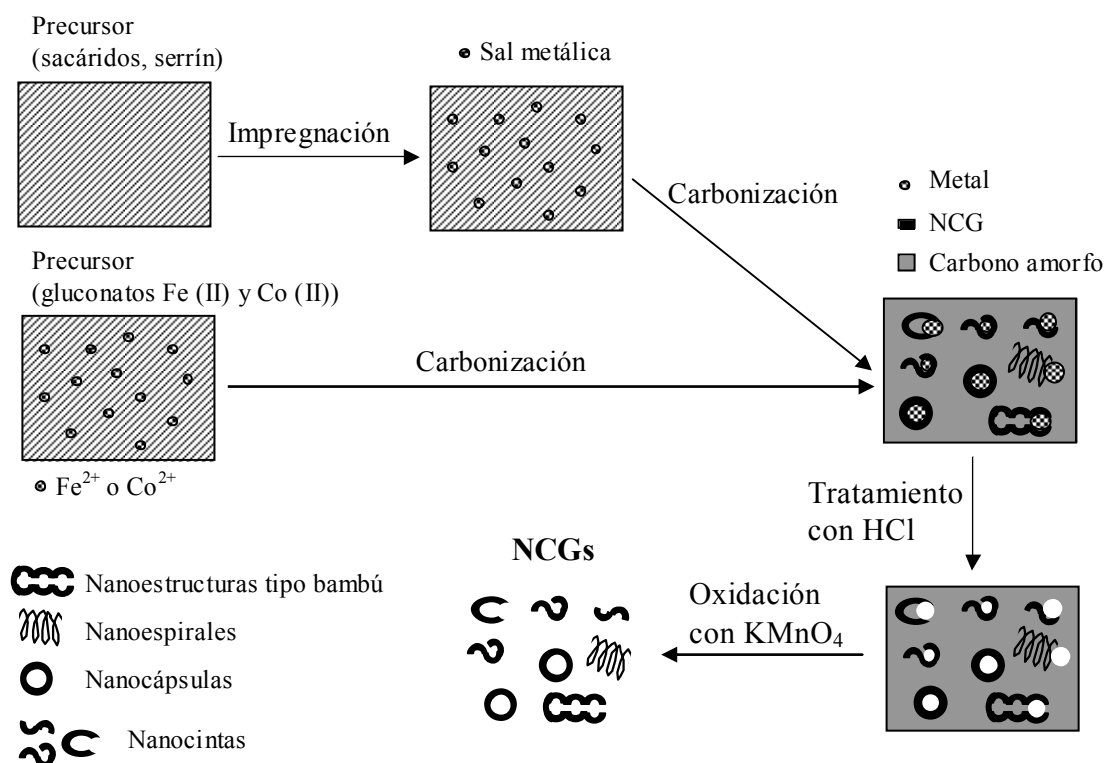 Precursor
(sacáridos, serrín)
Sal metálica
Impregnación
Carbonización
Metal
NCG
Carbono amorfo
Precursor
(gluconatos Fe (II) y Co (II))
Carbonización
Fe²⁺ o Co²⁺
Tratamiento
con HCl
NCGs
Oxidación
con KMnO₄
Nanoestructuras tipo bambú
Nanoespirales
Nanocápsulas
Nanocintas